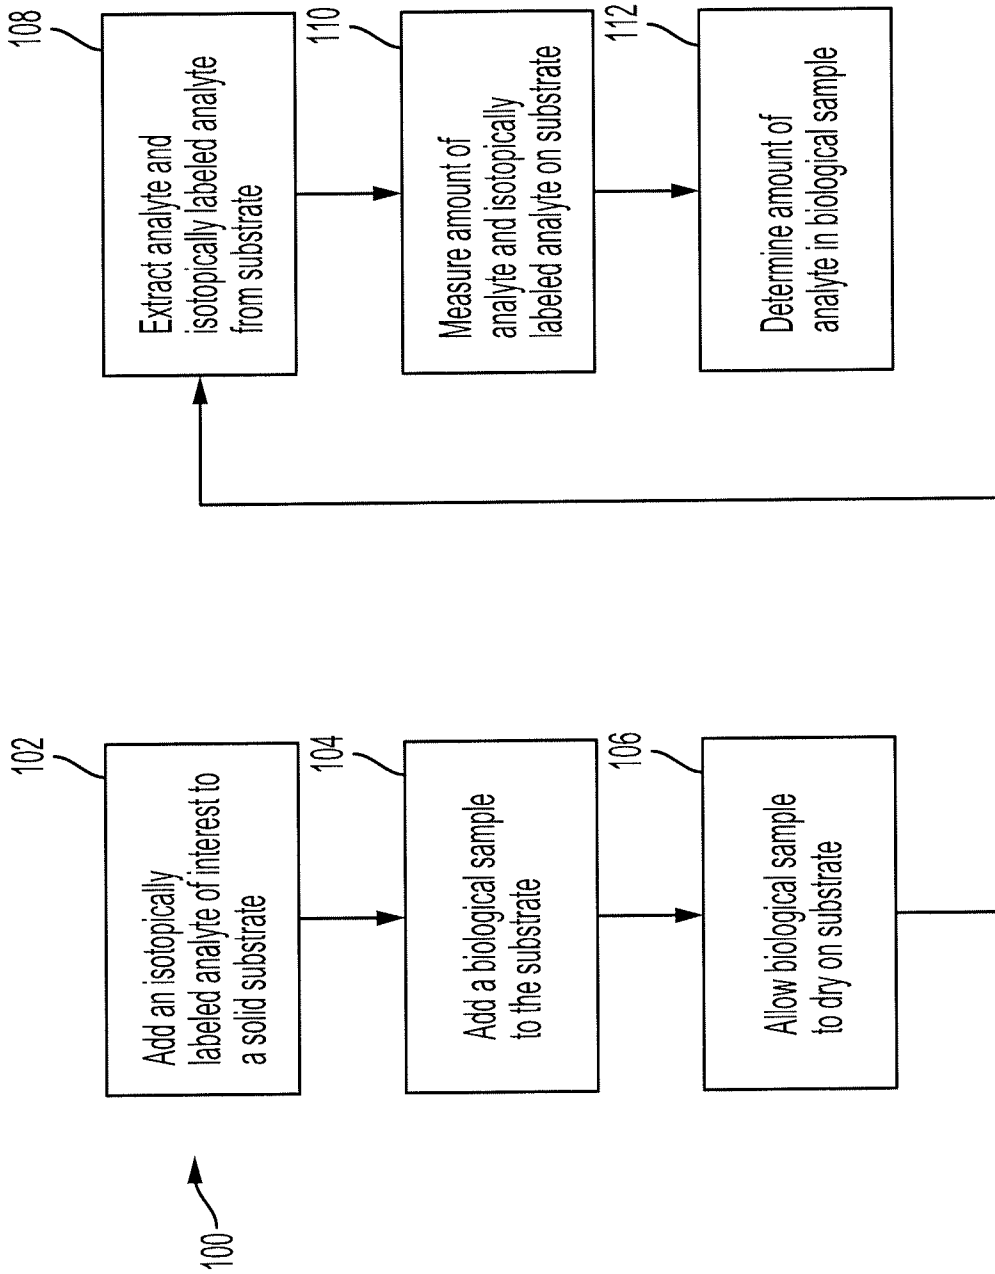 100
102
Add an isotopically
labeled analyte of interest to
a solid substrate
104
Add a biological sample
to the substrate
106
Allow biological sample
to dry on substrate
108
Extract analyte and
isotopically labeled analyte
from substrate
110
Measure amount of
analyte and isotopically
labeled analyte on substrate
112
Determine amount of
analyte in biological sample